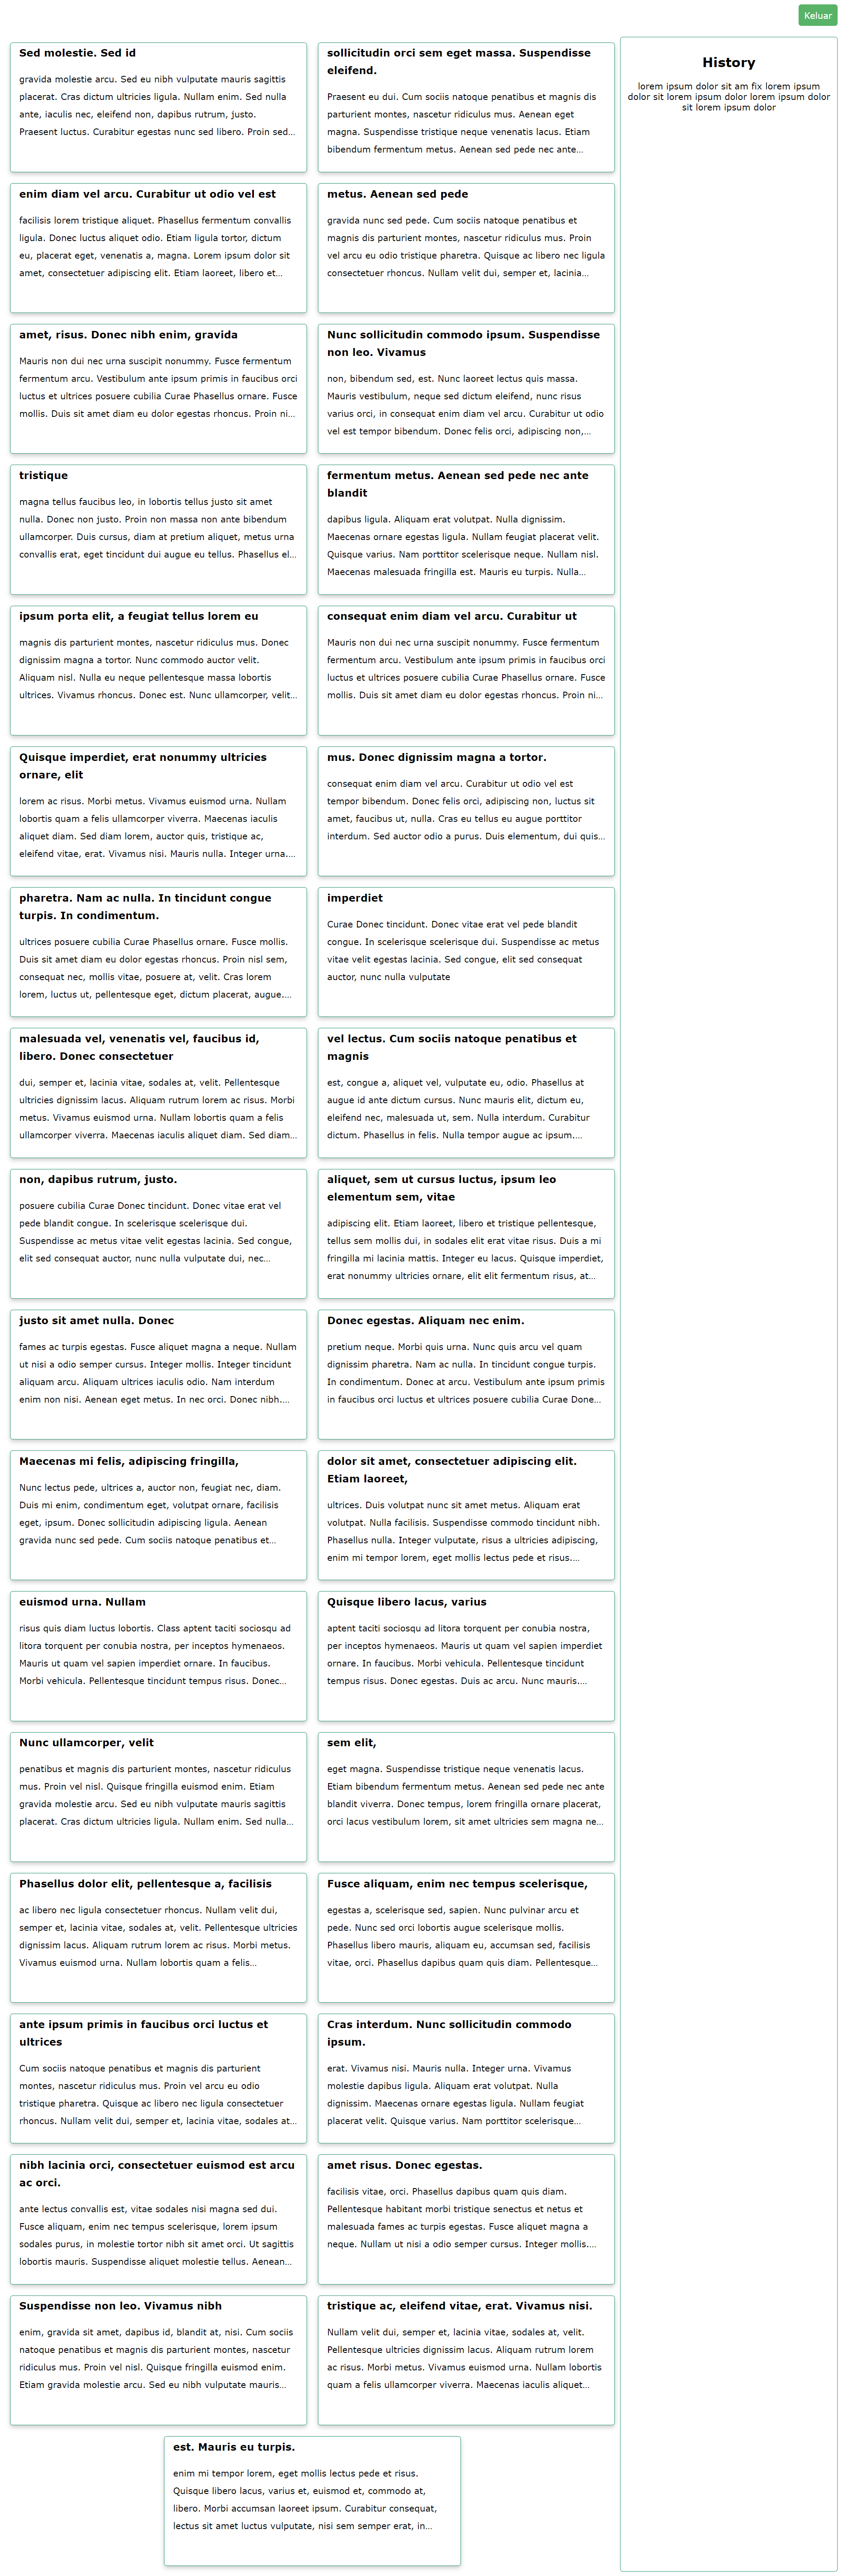 Keluar
Sed molestie. Sed id
gravida molestie arcu. Sed eu nibh vulputate mauris sagittis
placerat. Cras dictum ultricies ligula. Nullam enim. Sed nulla
ante, iaculis nec, eleifend non, dapibus rutrum, justo.
Praesent luctus. Curabitur egestas nunc sed libero. Proin sed...
sollicitudin orci sem eget massa. Suspendisse
eleifend.
Praesent eu dui. Cum sociis natoque penatibus et magnis dis
parturient montes, nascetur ridiculus mus. Aenean eget
magna. Suspendisse tristique neque venenatis lacus. Etiam
bibendum fermentum metus. Aenean sed pede nec ante...
enim diam vel arcu. Curabitur ut odio vel est
facilisis lorem tristique aliquet. Phasellus fermentum convallis
ligula. Donec luctus aliquet odio. Etiam ligula tortor, dictum
eu, placerat eget, venenatis a, magna. Lorem ipsum dolor sit
amet, consectetuer adipiscing elit. Etiam laoreet, libero et...
metus. Aenean sed pede
gravida nunc sed pede. Cum sociis natoque penatibus et
magnis dis parturient montes, nascetur ridiculus mus. Proin
vel arcu eu odio tristique pharetra. Quisque ac libero nec ligula
consectetuer rhoncus. Nullam velit dui, semper et, lacinia...
amet, risus. Donec nibh enim, gravida
Mauris non dui nec urna suscipit nonummy. Fusce fermentum
fermentum arcu. Vestibulum ante ipsum primis in faucibus orci
luctus et ultrices posuere cubilia Curae Phasellus ornare. Fusce
mollis. Duis sit amet diam eu dolor egestas rhoncus. Proin ni...
Nunc sollicitudin commodo ipsum. Suspendisse
non leo. Vivamus
non, bibendum sed, est. Nunc laoreet lectus quis massa.
Mauris vestibulum, neque sed dictum eleifend, nunc risus
varius orci, in consequat enim diam vel arcu. Curabitur ut odio
vel est tempor bibendum. Donec felis orci, adipiscing non,...
tristique
magna tellus faucibus leo, in lobortis tellus justo sit amet
nulla. Donec non justo. Proin non massa non ante bibendum
ullamcorper. Duis cursus, diam at pretium aliquet, metus urna
convallis erat, eget tincidunt dui augue eu tellus. Phasellus el...
fermentum metus. Aenean sed pede nec ante
blandit
dapibus ligula. Aliquam erat volutpat. Nulla dignissim.
Maecenas ornare egestas ligula. Nullam feugiat placerat velit.
Quisque varius. Nam porttitor scelerisque neque. Nullam nisl.
Maecenas malesuada fringilla est. Mauris eu turpis. Nulla...
ipsum porta elit, a feugiat tellus lorem eu
magnis dis parturient montes, nascetur ridiculus mus. Donec
dignissim magna a tortor. Nunc commodo auctor velit.
Aliquam nisl. Nulla eu neque pellentesque massa lobortis
ultrices. Vivamus rhoncus. Donec est. Nunc ullamcorper, velit...
consequat enim diam vel arcu. Curabitur ut
Mauris non dui nec urna suscipit nonummy. Fusce fermentum
fermentum arcu. Vestibulum ante ipsum primis in faucibus orci
luctus et ultrices posuere cubilia Curae Phasellus ornare. Fusce
mollis. Duis sit amet diam eu dolor egestas rhoncus. Proin ni...
Quisque imperdiet, erat nonummy ultricies
ornare, elit
lorem ac risus. Morbi metus. Vivamus euismod urna. Nullam
lobortis quam a felis ullamcorper viverra. Maecenas iaculis
aliquet diam. Sed diam lorem, auctor quis, tristique ac,
eleifend vitae, erat. Vivamus nisi. Mauris nulla. Integer urna....
mus. Donec dignissim magna a tortor.
consequat enim diam vel arcu. Curabitur ut odio vel est
tempor bibendum. Donec felis orci, adipiscing non, luctus sit
amet, faucibus ut, nulla. Cras eu tellus eu augue porttitor
interdum. Sed auctor odio a purus. Duis elementum, dui quis...
pharetra. Nam ac nulla. In tincidunt congue
turpis. In condimentum.
ultrices posuere cubilia Curae Phasellus ornare. Fusce mollis.
Duis sit amet diam eu dolor egestas rhoncus. Proin nisl sem,
consequat nec, mollis vitae, posuere at, velit. Cras lorem
lorem, luctus ut, pellentesque eget, dictum placerat, augue....
imperdiet
Curae Donec tincidunt. Donec vitae erat vel pede blandit
congue. In scelerisque scelerisque dui. Suspendisse ac metus
vitae velit egestas lacinia. Sed congue, elit sed consequat
auctor, nunc nulla vulputate
malesuada vel, venenatis vel, faucibus id,
libero. Donec consectetuer
dui, semper et, lacinia vitae, sodales at, velit. Pellentesque
ultricies dignissim lacus. Aliquam rutrum lorem ac risus. Morbi
metus. Vivamus euismod urna. Nullam lobortis quam a felis
ullamcorper viverra. Maecenas iaculis aliquet diam. Sed diam...
vel lectus. Cum sociis natoque penatibus et
magnis
est, congue a, aliquet vel, vulputate eu, odio. Phasellus at
augue id ante dictum cursus. Nunc mauris elit, dictum eu,
eleifend nec, malesuada ut, sem. Nulla interdum. Curabitur
dictum. Phasellus in felis. Nulla tempor augue ac ipsum....
non, dapibus rutrum, justo.
posuere cubilia Curae Donec tincidunt. Donec vitae erat vel
pede blandit congue. In scelerisque scelerisque dui.
Suspendisse ac metus vitae velit egestas lacinia. Sed congue,
elit sed consequat auctor, nunc nulla vulputate dui, nec...
aliquet, sem ut cursus luctus, ipsum leo
elementum sem, vitae
adipiscing elit. Etiam laoreet, libero et tristique pellentesque,
tellus sem mollis dui, in sodales elit erat vitae risus. Duis a mi
fringilla mi lacinia mattis. Integer eu lacus. Quisque imperdiet,
erat nonummy ultricies ornare, elit elit fermentum risus, at...
justo sit amet nulla. Donec
fames ac turpis egestas. Fusce aliquet magna a neque. Nullam
ut nisi a odio semper cursus. Integer mollis. Integer tincidunt
aliquam arcu. Aliquam ultrices iaculis odio. Nam interdum
enim non nisi. Aenean eget metus. In nec orci. Donec nibh....
Donec egestas. Aliquam nec enim.
pretium neque. Morbi quis urna. Nunc quis arcu vel quam
dignissim pharetra. Nam ac nulla. In tincidunt congue turpis.
In condimentum. Donec at arcu. Vestibulum ante ipsum primis
in faucibus orci luctus et ultrices posuere cubilia Curae Done...
Maecenas mi felis, adipiscing fringilla,
Nunc lectus pede, ultrices a, auctor non, feugiat nec, diam.
Duis mi enim, condimentum eget, volutpat ornare, facilisis
eget, ipsum. Donec sollicitudin adipiscing ligula. Aenean
gravida nunc sed pede. Cum sociis natoque penatibus et...
dolor sit amet, consectetuer adipiscing elit.
Etiam laoreet,
ultrices. Duis volutpat nunc sit amet metus. Aliquam erat
volutpat. Nulla facilisis. Suspendisse commodo tincidunt nibh.
Phasellus nulla. Integer vulputate, risus a ultricies adipiscing,
enim mi tempor lorem, eget mollis lectus pede et risus....
euismod urna. Nullam
risus quis diam luctus lobortis. Class aptent taciti sociosqu ad
litora torquent per conubia nostra, per inceptos hymenaeos.
Mauris ut quam vel sapien imperdiet ornare. In faucibus.
Morbi vehicula. Pellentesque tincidunt tempus risus. Donec...
Quisque libero lacus, varius
aptent taciti sociosqu ad litora torquent per conubia nostra,
per inceptos hymenaeos. Mauris ut quam vel sapien imperdiet
ornare. In faucibus. Morbi vehicula. Pellentesque tincidunt
tempus risus. Donec egestas. Duis ac arcu. Nunc mauris....
Nunc ullamcorper, velit
penatibus et magnis dis parturient montes, nascetur ridiculus
mus. Proin vel nisl. Quisque fringilla euismod enim. Etiam
gravida molestie arcu. Sed eu nibh vulputate mauris sagittis
placerat. Cras dictum ultricies ligula. Nullam enim. Sed nulla...
sem elit,
eget magna. Suspendisse tristique neque venenatis lacus.
Etiam bibendum fermentum metus. Aenean sed pede nec ante
blandit viverra. Donec tempus, lorem fringilla ornare placerat,
orci lacus vestibulum lorem, sit amet ultricies sem magna ne...
Phasellus dolor elit, pellentesque a, facilisis
ac libero nec ligula consectetuer rhoncus. Nullam velit dui,
semper et, lacinia vitae, sodales at, velit. Pellentesque ultricies
dignissim lacus. Aliquam rutrum lorem ac risus. Morbi metus.
Vivamus euismod urna. Nullam lobortis quam a felis...
Fusce aliquam, enim nec tempus scelerisque,
egestas a, scelerisque sed, sapien. Nunc pulvinar arcu et
pede. Nunc sed orci lobortis augue scelerisque mollis.
Phasellus libero mauris, aliquam eu, accumsan sed, facilisis
vitae, orci. Phasellus dapibus quam quis diam. Pellentesque...
ante ipsum primis in faucibus orci luctus et
ultrices
Cum sociis natoque penatibus et magnis dis parturient
montes, nascetur ridiculus mus. Proin vel arcu eu odio
tristique pharetra. Quisque ac libero nec ligula consectetuer
rhoncus. Nullam velit dui, semper et, lacinia vitae, sodales at...
Cras interdum. Nunc sollicitudin commodo
ipsum.
erat. Vivamus nisi. Mauris nulla. Integer urna. Vivamus
molestie dapibus ligula. Aliquam erat volutpat. Nulla
dignissim. Maecenas ornare egestas ligula. Nullam feugiat
placerat velit. Quisque varius. Nam porttitor scelerisque...
nibh lacinia orci, consectetuer euismod est arcu
ac orci.
ante lectus convallis est, vitae sodales nisi magna sed dui.
Fusce aliquam, enim nec tempus scelerisque, lorem ipsum
sodales purus, in molestie tortor nibh sit amet orci. Ut sagittis
lobortis mauris. Suspendisse aliquet molestie tellus. Aenean...
amet risus. Donec egestas.
facilisis vitae, orci. Phasellus dapibus quam quis diam.
Pellentesque habitant morbi tristique senectus et netus et
malesuada fames ac turpis egestas. Fusce aliquet magna a
neque. Nullam ut nisi a odio semper cursus. Integer mollis....
Suspendisse non leo. Vivamus nibh
enim, gravida sit amet, dapibus id, blandit at, nisi. Cum sociis
natoque penatibus et magnis dis parturient montes, nascetur
ridiculus mus. Proin vel nisl. Quisque fringilla euismod enim.
Etiam gravida molestie arcu. Sed eu nibh vulputate mauris...
tristique ac, eleifend vitae, erat. Vivamus nisi.
Nullam velit dui, semper et, lacinia vitae, sodales at, velit.
Pellentesque ultricies dignissim lacus. Aliquam rutrum lorem
ac risus. Morbi metus. Vivamus euismod urna. Nullam lobortis
quam a felis ullamcorper viverra. Maecenas iaculis aliquet...
est. Mauris eu turpis.
enim mi tempor lorem, eget mollis lectus pede et risus.
Quisque libero lacus, varius et, euismod et, commodo at,
libero. Morbi accumsan laoreet ipsum. Curabitur consequat,
lectus sit amet luctus vulputate, nisi sem semper erat, in...
History
lorem ipsum dolor sit am fix lorem ipsum
dolor sit lorem ipsum dolor lorem ipsum dolor
sit lorem ipsum dolor